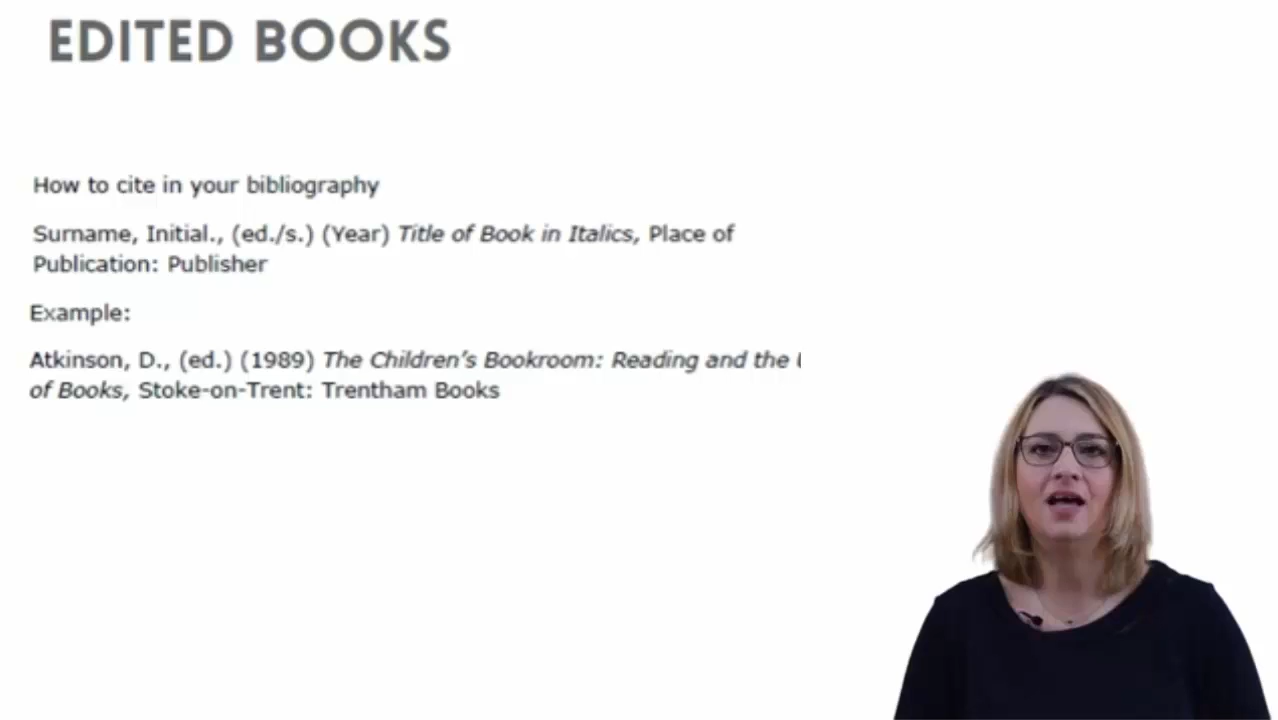 EDITED BOOKS
How to cite in your bibliography
Surname, Initial., (ed./s.) (Year) Title of Book in Italics, Place of
Publication: Publisher
Example:
Atkinson, D., (ed.) (1989) The Children's Bookroom: Reading and the
of Books, Stoke-on-Trent: Trentham Books